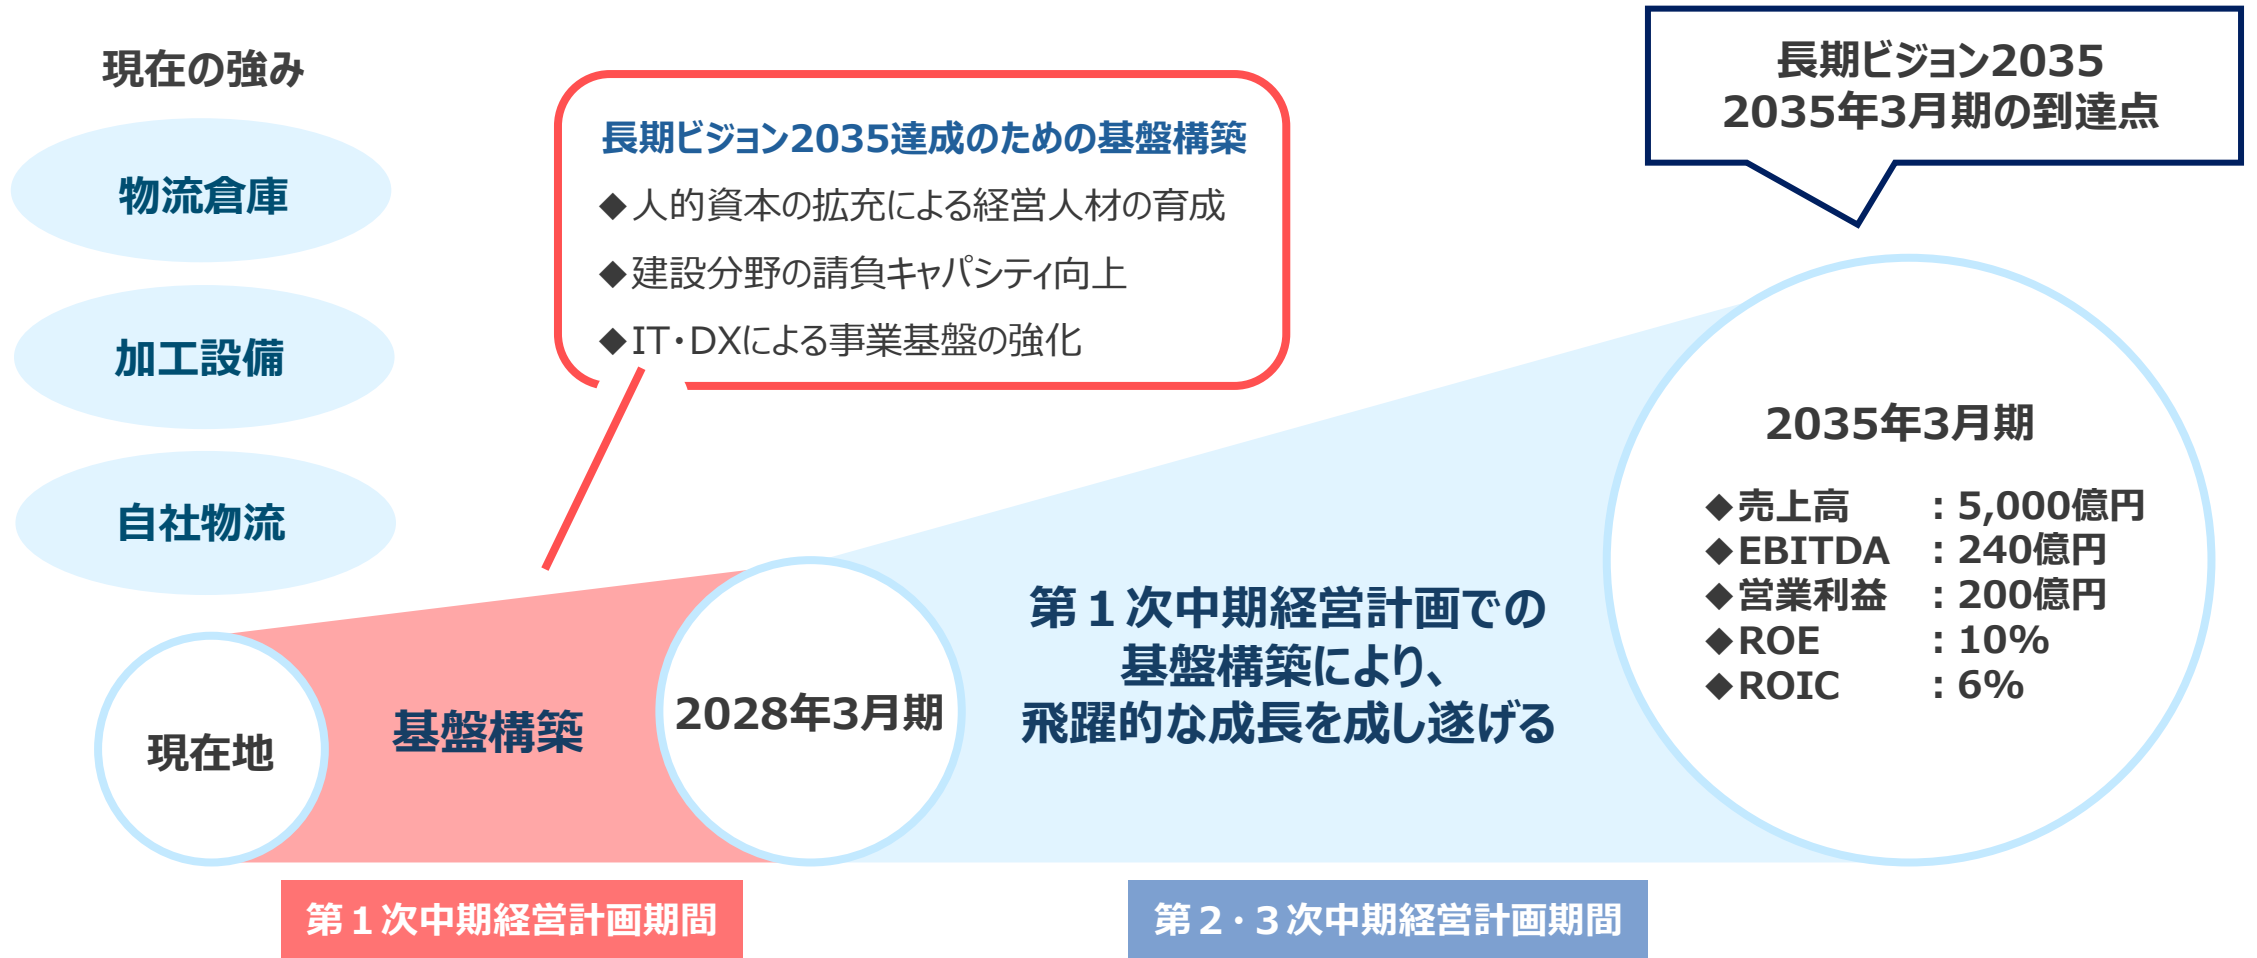 現在の強み
物流倉庫
加工設備
自社物流
長期ビジョン2035達成のための基盤構築
◆人的資本の拡充による経営人材の育成
◆建設分野の請負キャパシティ向上
◆IT・DXによる事業基盤の強化
長期ビジョン2035
2035年3月期の到達点
現在地
基盤構築
2028年3月期
第1次中期経営計画での
基盤構築により、
飛躍的な成長を成し遂げる
2035年3月期
◆売上高 :5,000億円
◆EBITDA :240億円
◆営業利益 :200億円
◆ROE :10%
◆ROIC :6%
第1次中期経営計画期間
第2・3次中期経営計画期間